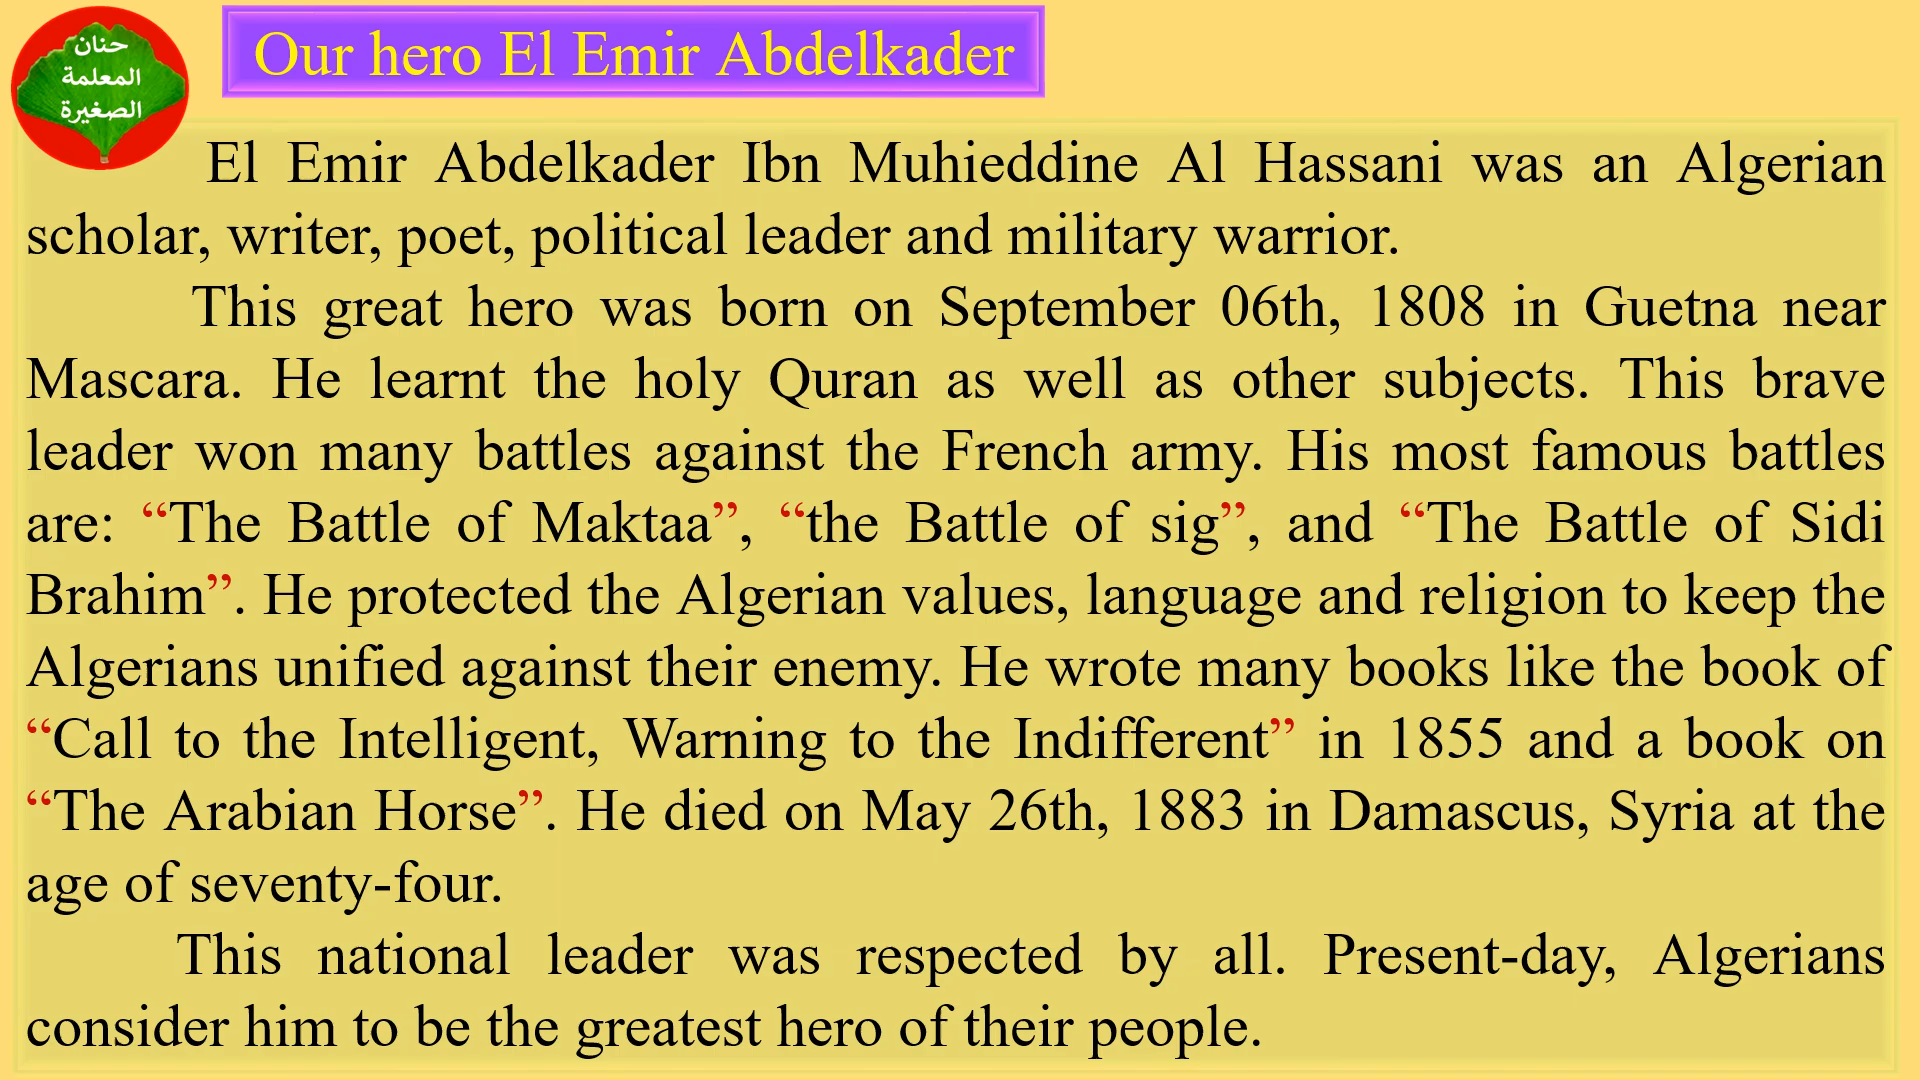 حنان
المعلمة
الصغيرة
Our hero El Emir Abdelkader
El Emir Abdelkader Ibn Muhieddine Al Hassani was an Algerian
scholar, writer, poet, political leader and military warrior.
This great hero was born on September 06th, 1808 in Guetna near
Mascara. He learnt the holy Quran as well as other subjects. This brave
leader won many battles against the French army. His most famous battles
are: “The Battle of Maktaa”, “the Battle of sig”, and “The Battle of Sidi
Brahim”. He protected the Algerian values, language and religion to keep the
Algerians unified against their enemy. He wrote many books like the book of
“Call to the Intelligent, Warning to the Indifferent” in 1855 and a book on
“The Arabian Horse”. He died on May 26th, 1883 in Damascus, Syria at the
age of seventy-four.
This national leader was respected by all. Present-day, Algerians
consider him to be the greatest hero of their people.